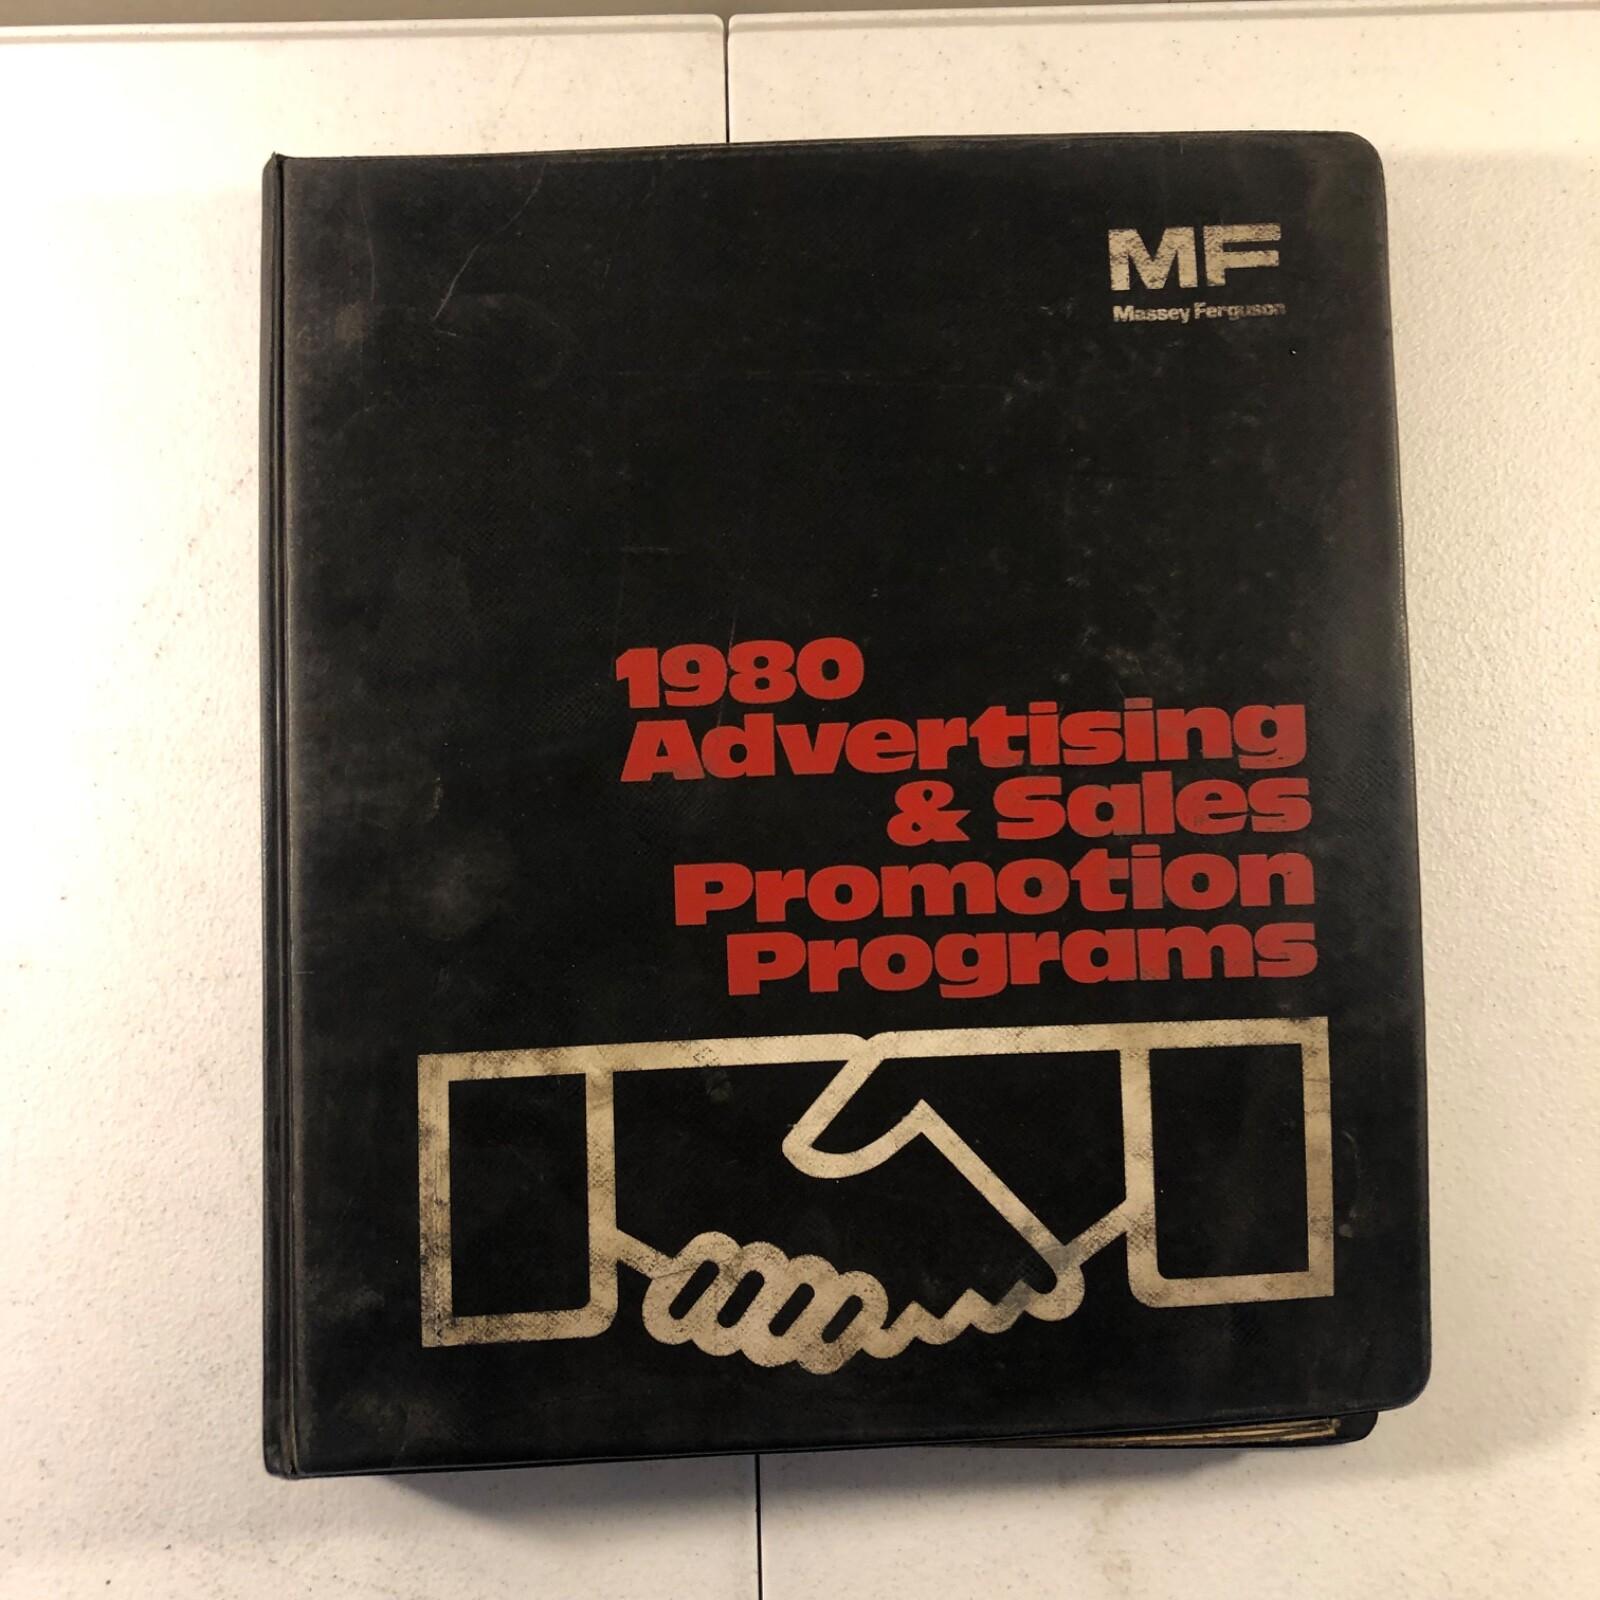 MF
Massey Ferguson
1980
Advertising
& Sales
Promotion
Programs